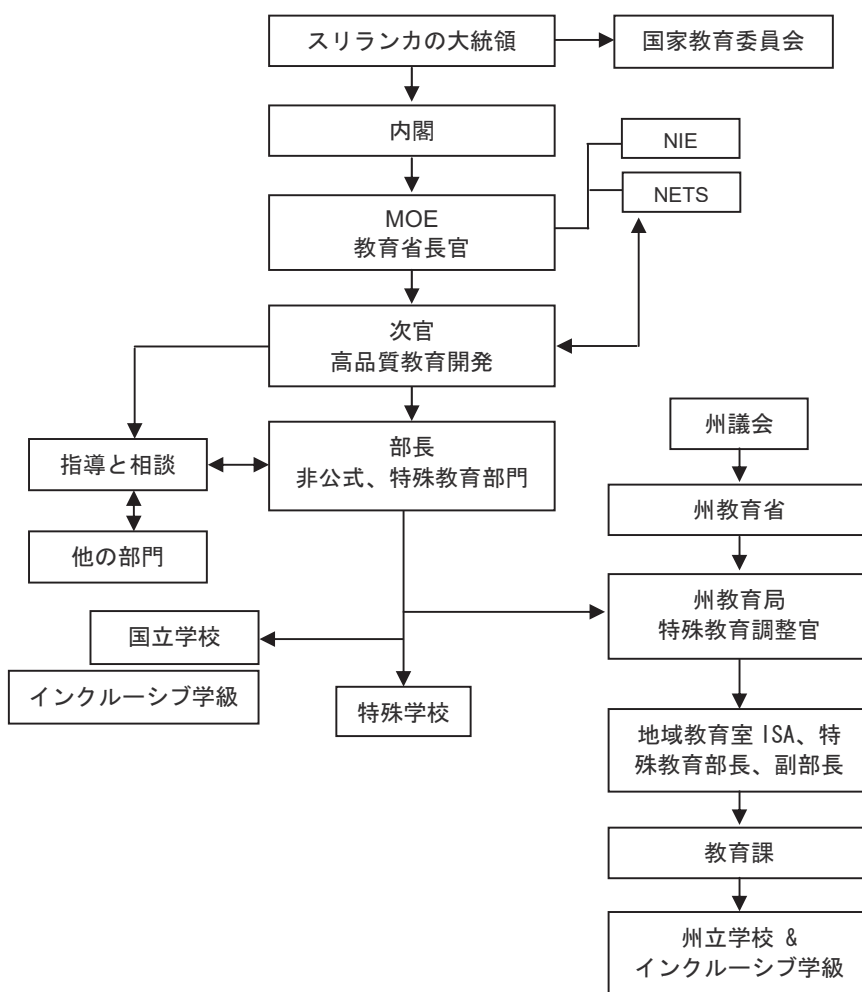 スリランカの大統領
国家教育委員会
内閣
NIE
NETS
MOE
教育省長官
次官
高品質教育開発
州議会
指導と相談
部長
非公式、特殊教育部門
州教育省
他の部門
州教育局
特殊教育調整官
国立学校
インクルーシブ学級
特殊学校
地域教育室 ISA、特
殊教育部長、副部長
教育課
州立学校 &
インクルーシブ学級